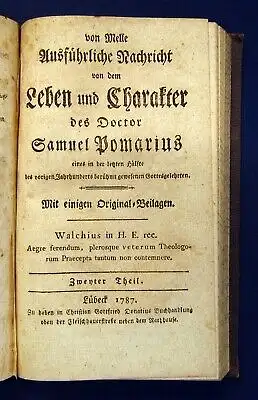 von Melle
Ausführliche Nachricht
von dem
Leben und Charakter
des Doctor
Samuel Pomarius
eines in der letzten Hälfte
des vorigen Jahrhunderts berühmt gewesenen Gottesgelehrten.
Mit einigen Original-Beilagen.
Walchius in H. E. rec.
Aegre ferendum, plerosque veterum Theologo-
rum Praecepta tantum non contemnere.
Zweyter Theil.
Lübeck 1787.
Zu haben in Christian Gottfried Donatius Buchhandlung
oben der Fleischhauerstraße neben dem